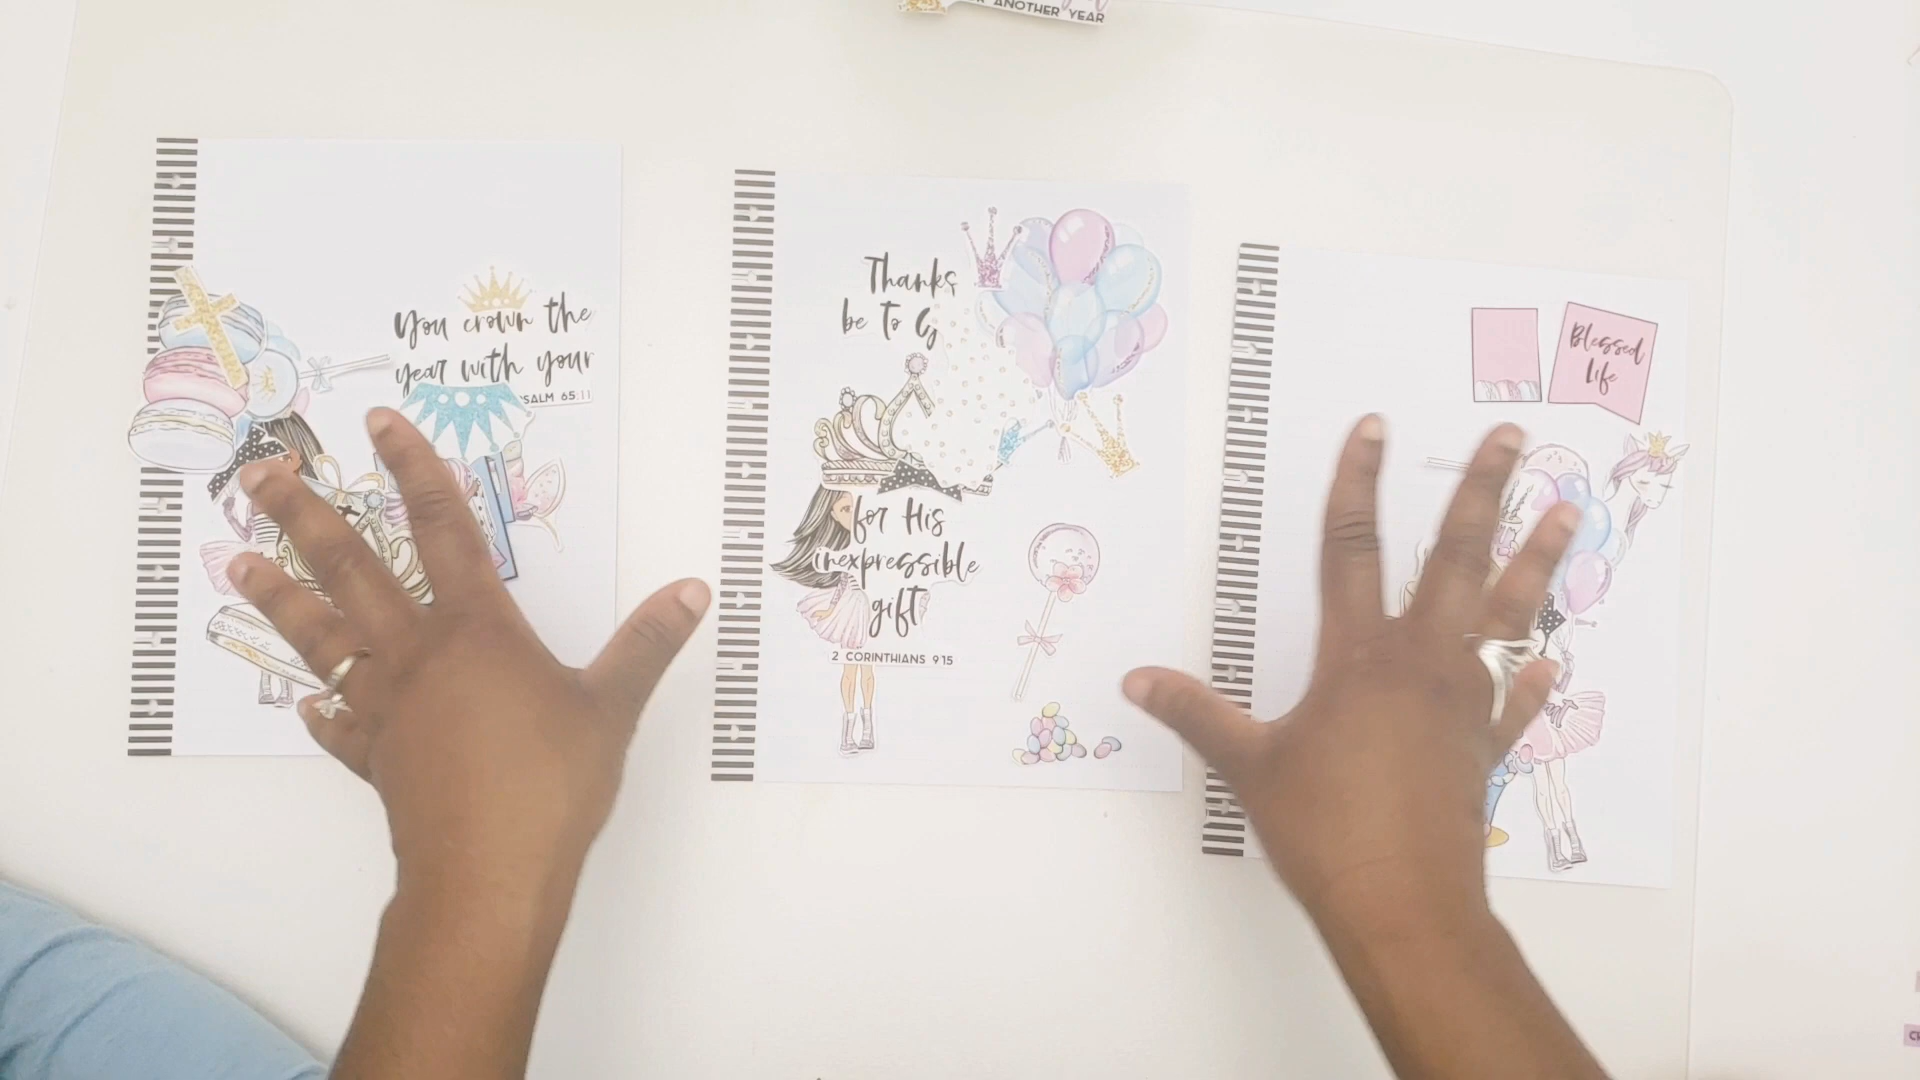 ANOTHER YEAR
You crown the
year with your
PSALM 65:11
Thanks
be to G
for His
inexpressible
gift
2 CORINTHIANS 9 15
Blessed
Life